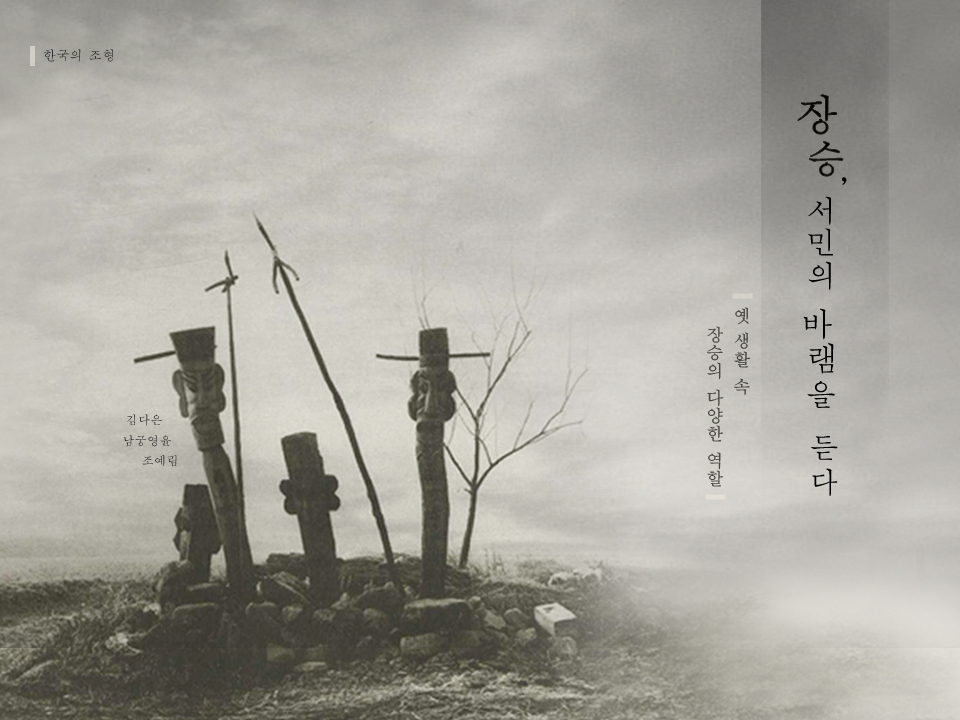 한국의 조형
장승, 서민의 바램을 듣다
옛 생활 속
장승의 다양한 역할
김다은
남궁영율
조예림